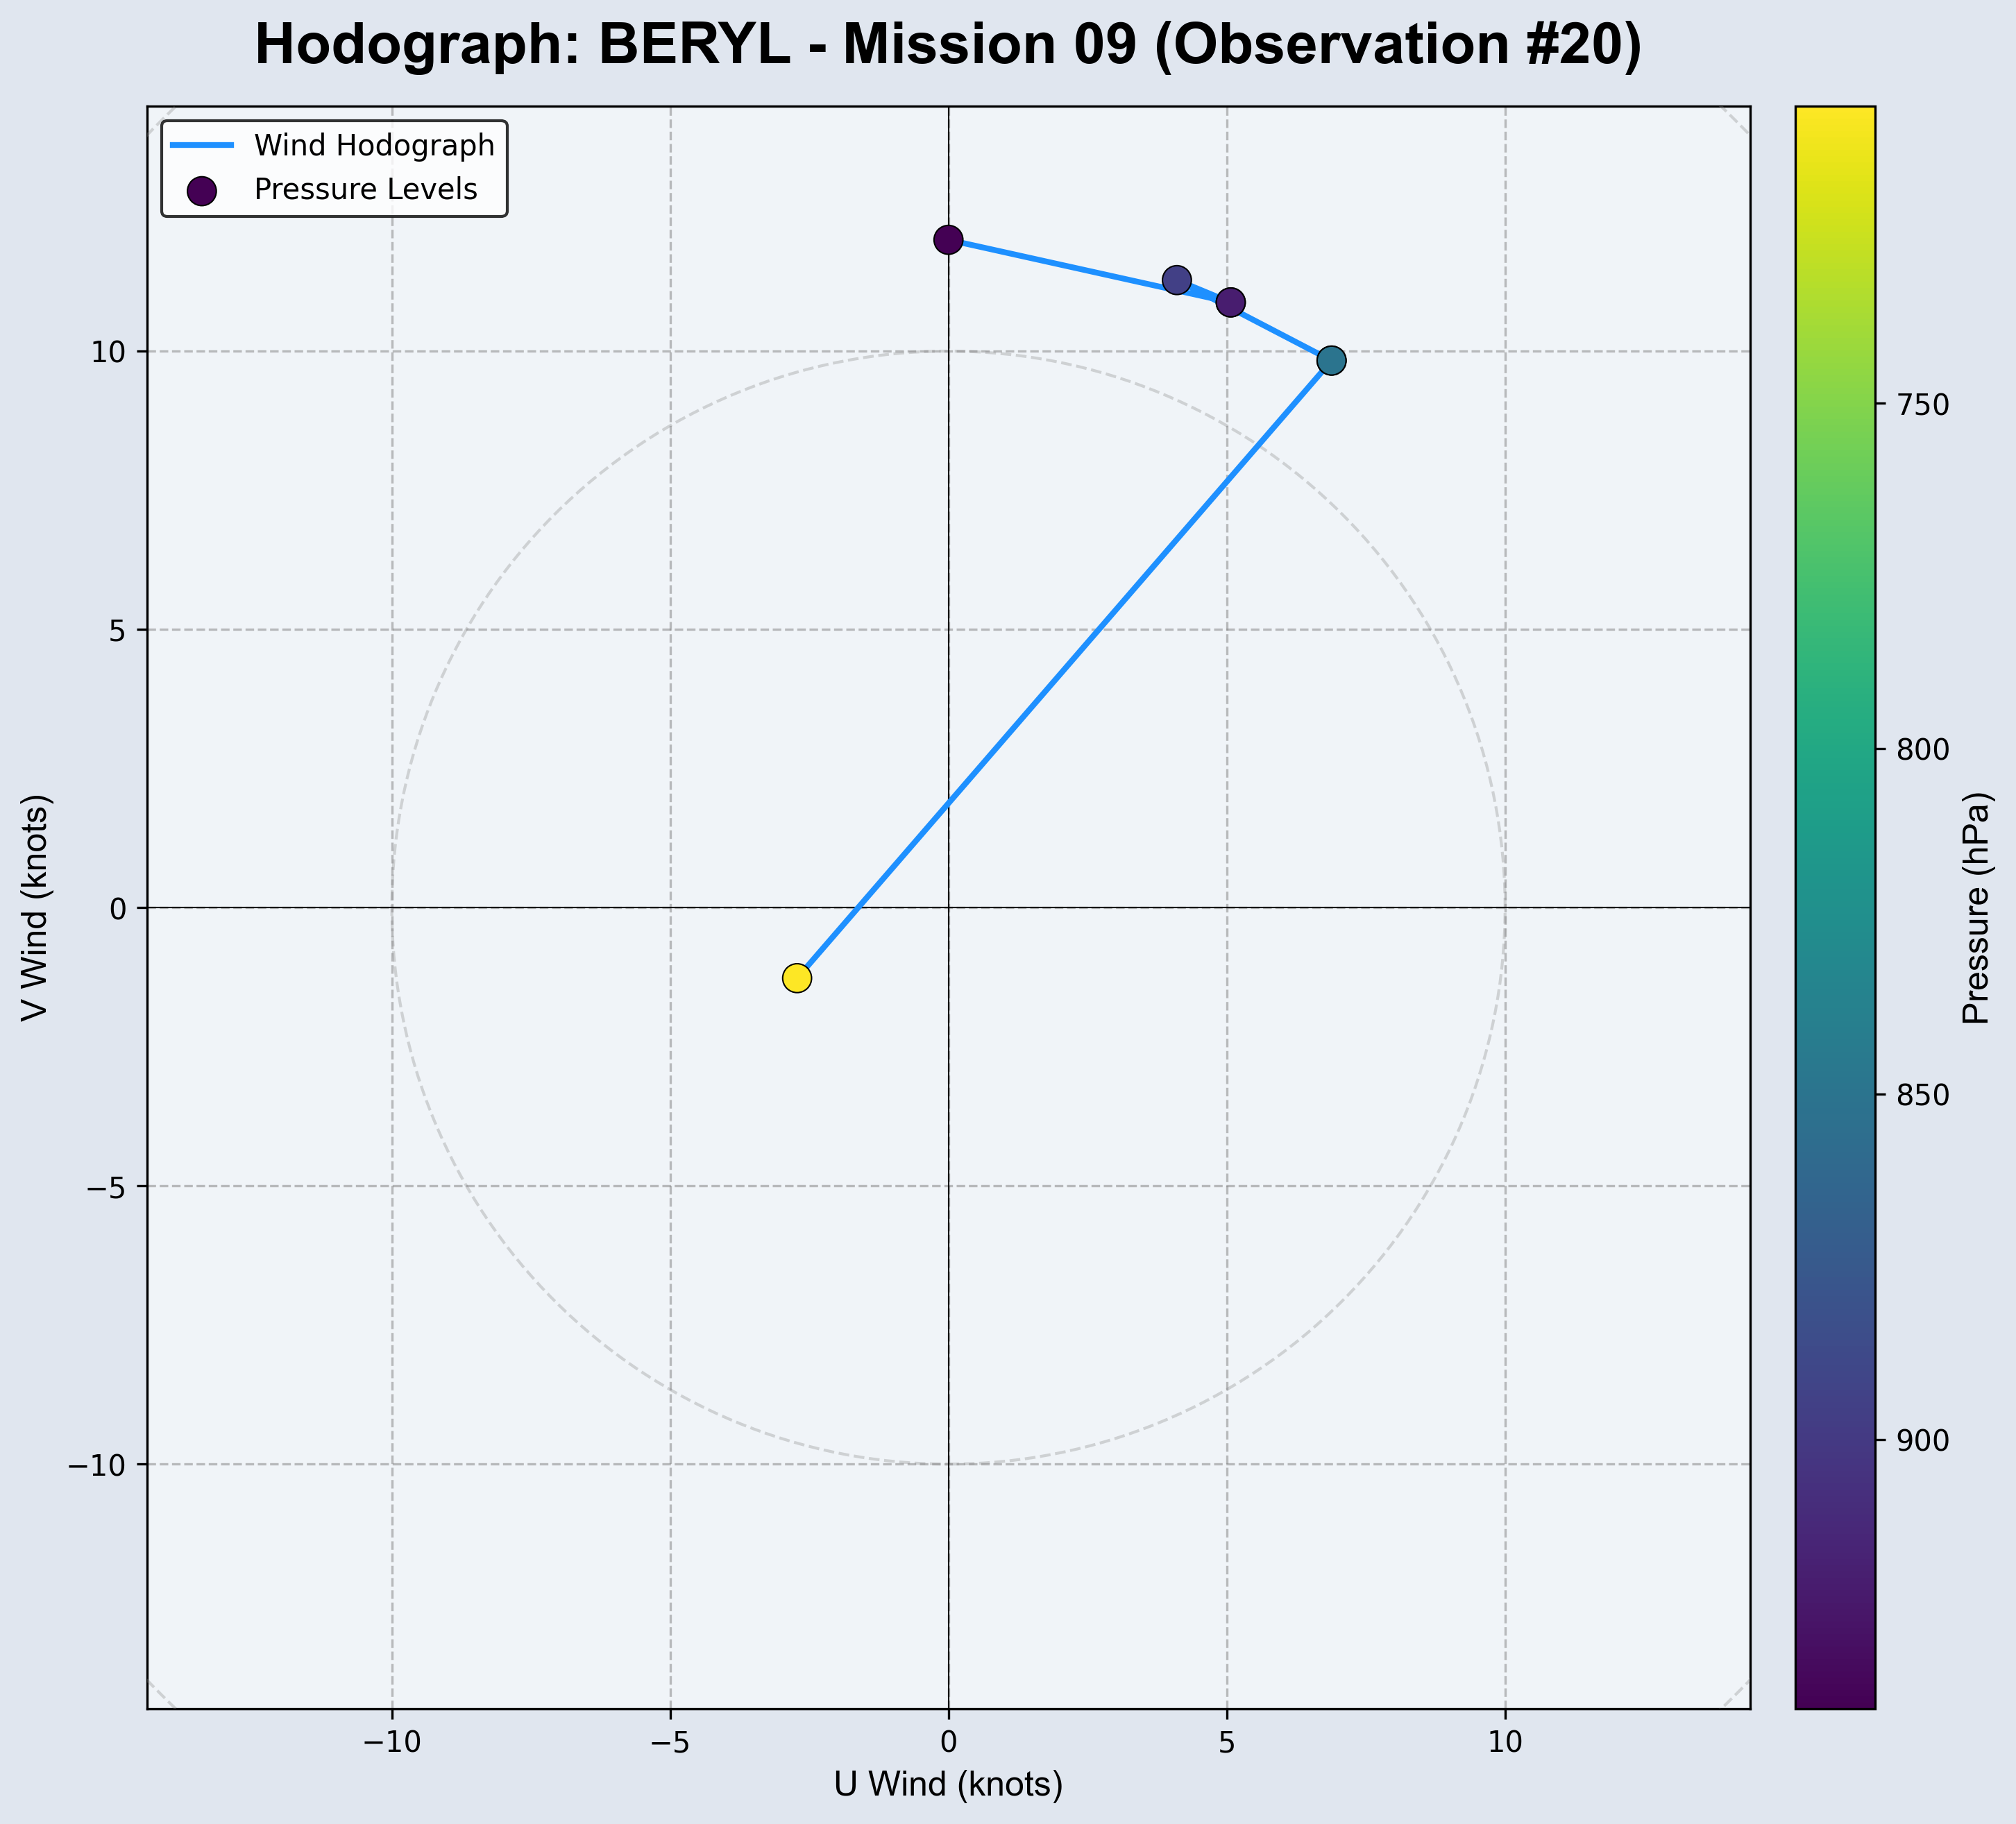 Hodograph: BERYL - Mission 09 (Observation #20)
Wind Hodograph
Pressure Levels
10
5
0
−5
−10
V Wind (knots)
−10
−5
0
5
10
U Wind (knots)
750
800
850
900
Pressure (hPa)